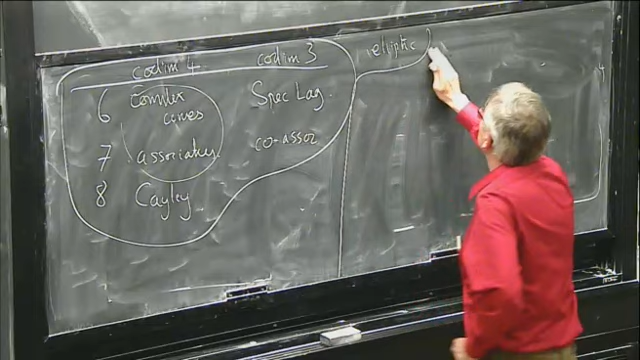 codim 4 codim 3 elliptic
6 Complex Spec Lag.
curves
7 associative co-assoc
8 Cayley